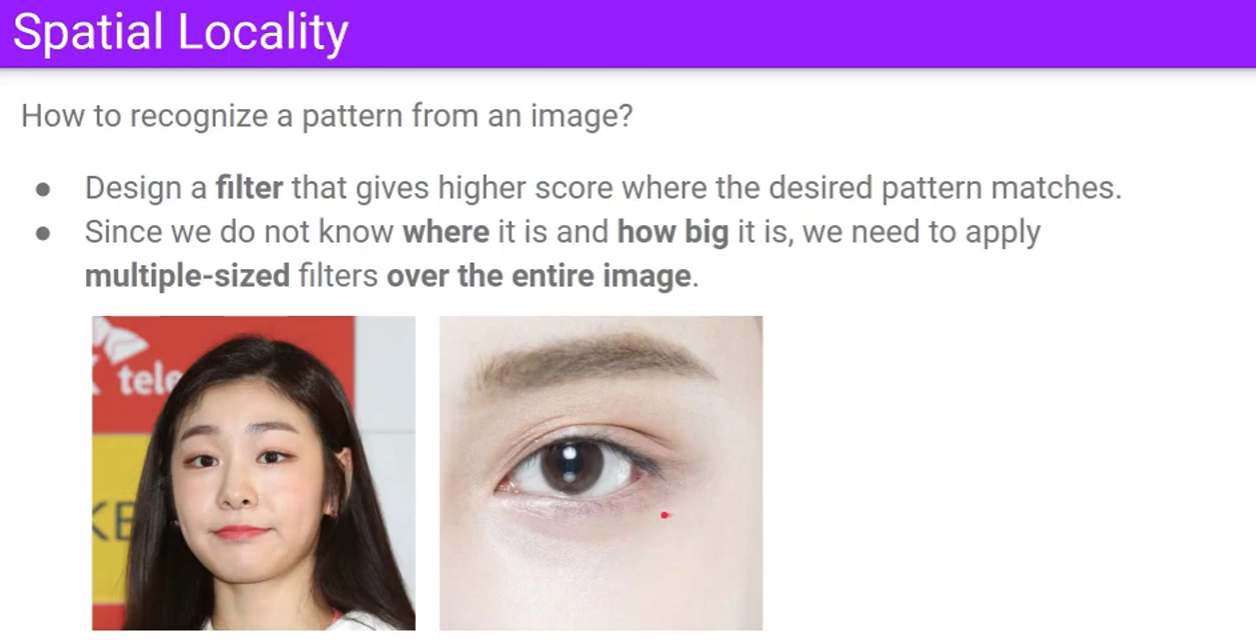 Spatial Locality
How to recognize a pattern from an image?
● Design a filter that gives higher score where the desired pattern matches.
● Since we do not know where it is and how big it is, we need to apply
multiple-sized filters over the entire image.
tele
KE